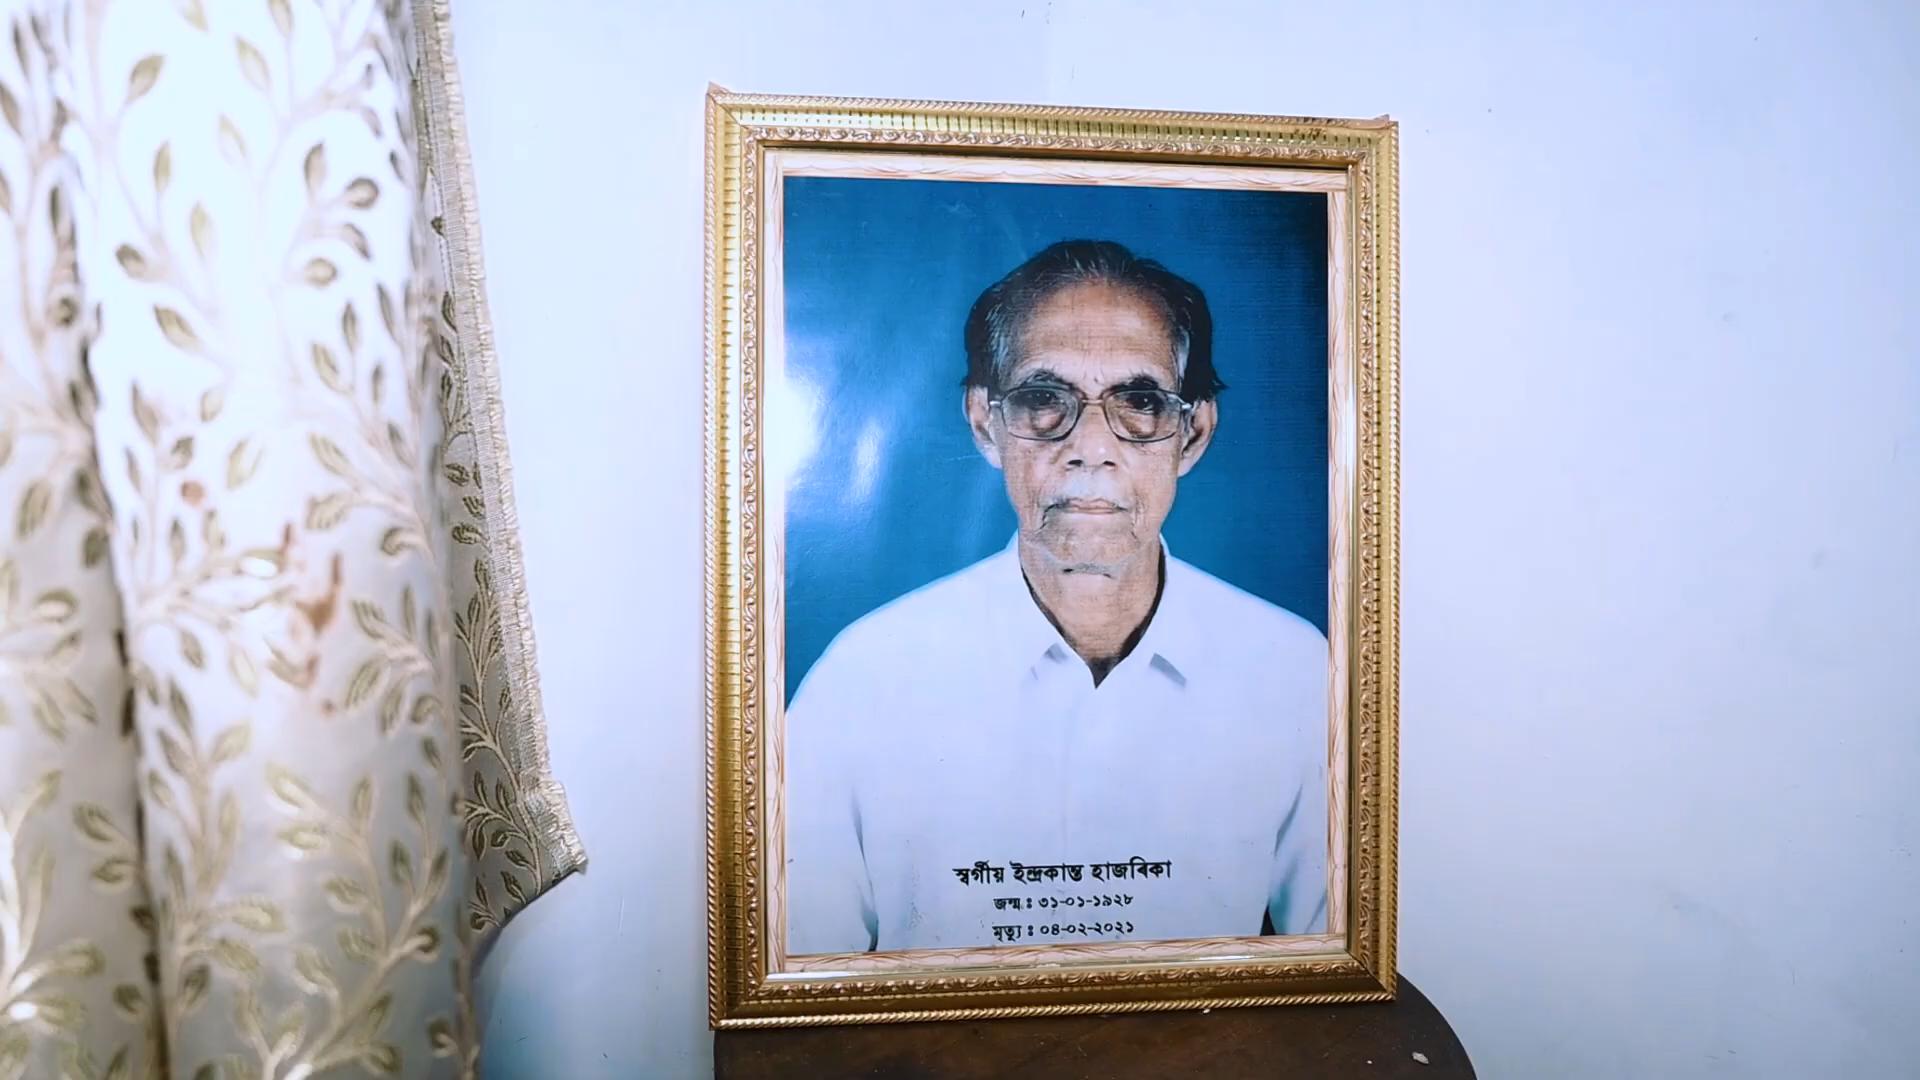 স্বৰ্গীয় ইন্দ্ৰকান্ত হাজৰিকা
জন্ম : ৩১-০১-১৯২৮
মৃত্যু : ০৪-০২-২০২১